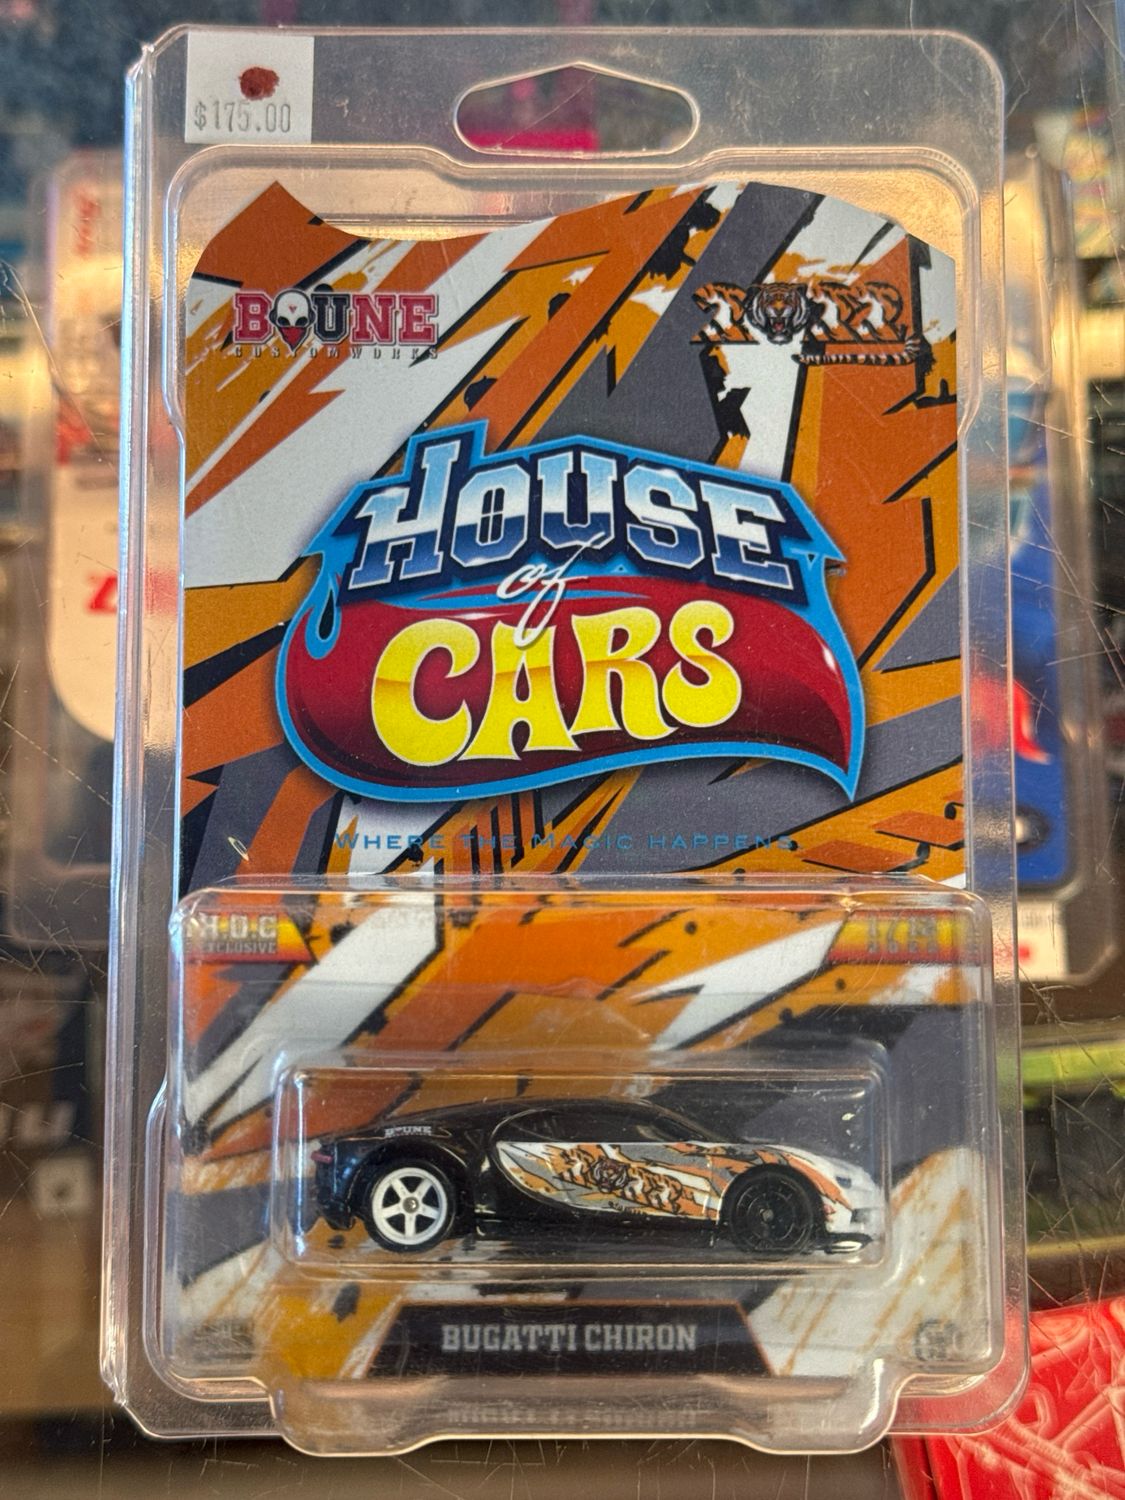 $175.00
BOUNE
CUSTOMWORKS
HOUSE
of
CARS
WHERE THE MAGIC HAPPENS.
H.O.C
EXCLUSIVE
BOUNE
BUGATTI CHIRON